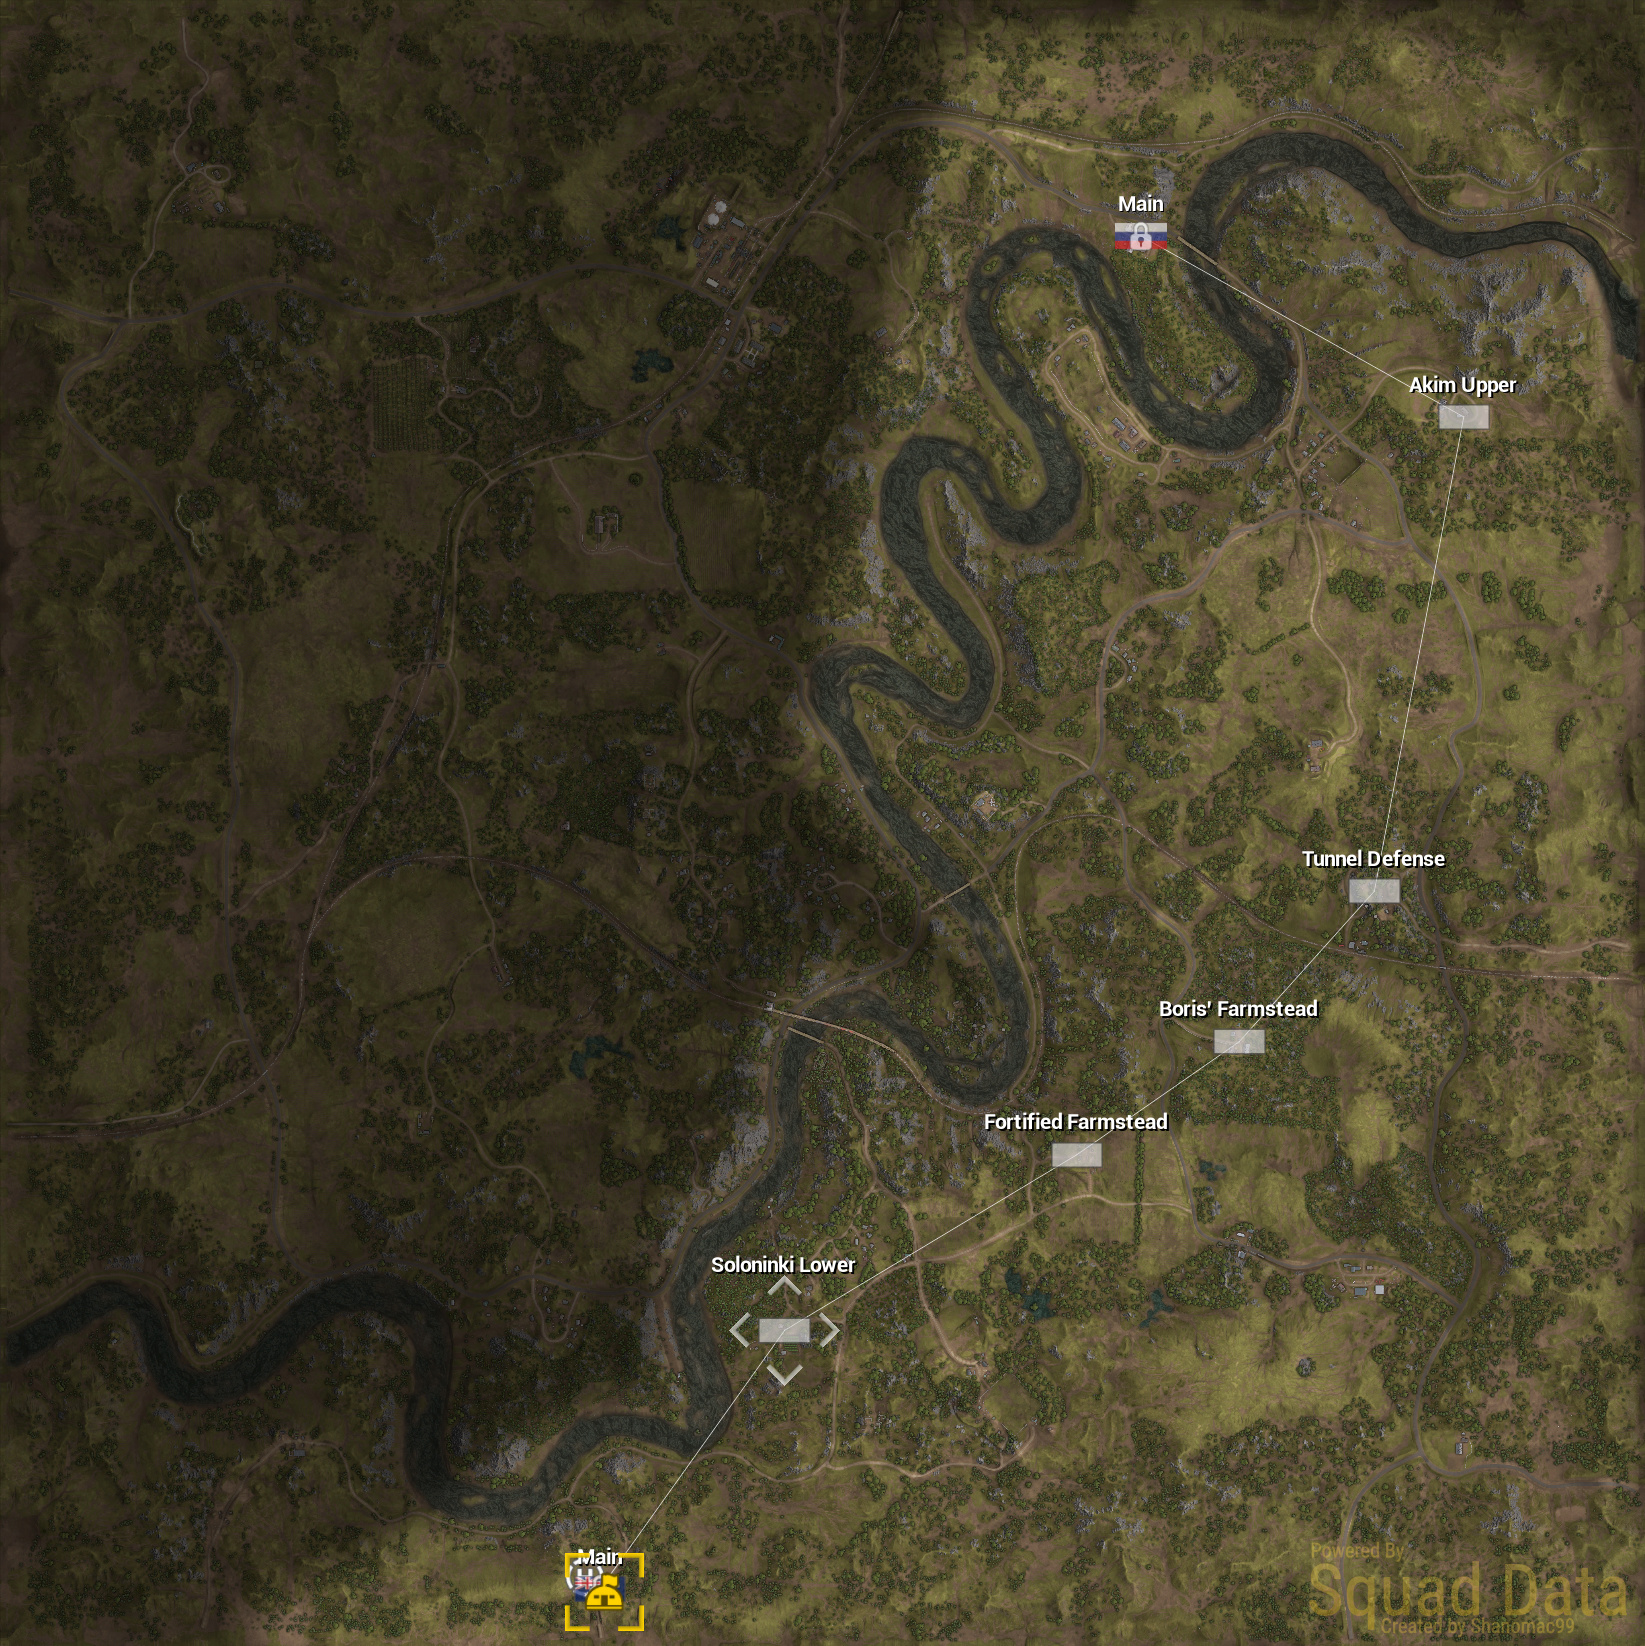 Main
Akim Upper
Tunnel Defense
Boris' Farmstead
Fortified Farmstead
Soloninki Lower
Main
Powered By
Squad Data
Created by Shanomac99